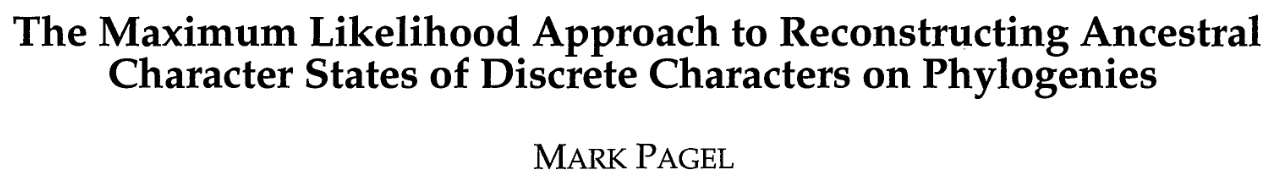 The Maximum Likelihood Approach to Reconstructing Ancestral
Character States of Discrete Characters on Phylogenies
MARK PAGEL